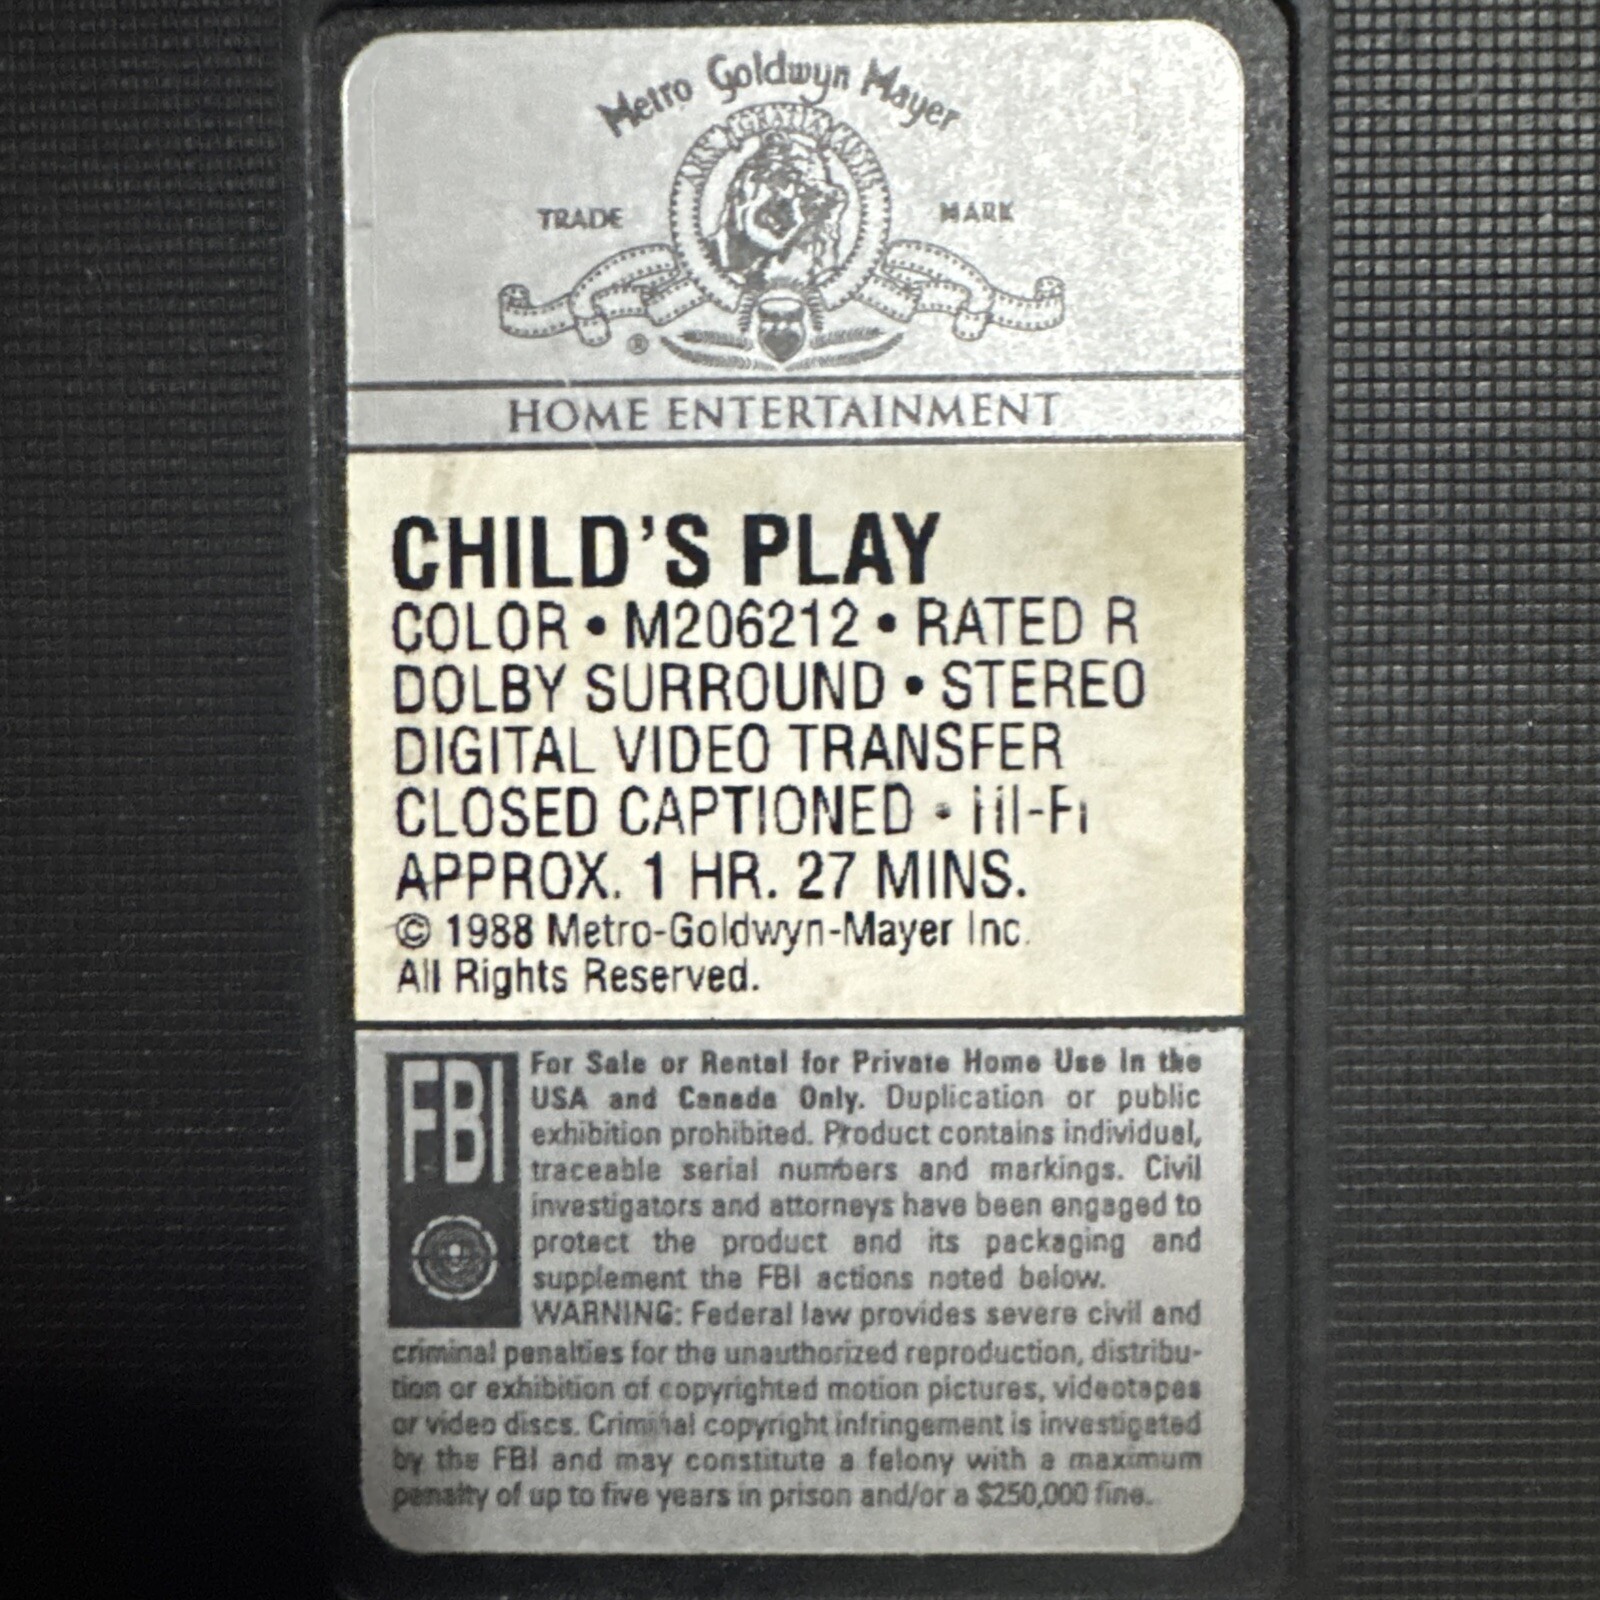 Metro Goldwyn Mayer
ARS GRATIA ARTIS
TRADE MARK
®
HOME ENTERTAINMENT
CHILD'S PLAY
COLOR • M206212 • RATED R
DOLBY SURROUND • STEREO
DIGITAL VIDEO TRANSFER
CLOSED CAPTIONED • HI-FI
APPROX. 1 HR. 27 MINS.
© 1988 Metro-Goldwyn-Mayer Inc.
All Rights Reserved.
FBI
For Sale or Rental for Private Home Use In the
USA and Canada Only. Duplication or public
exhibition prohibited. Product contains individual,
traceable serial numbers and markings. Civil
investigators and attorneys have been engaged to
protect the product and its packaging and
supplement the FBI actions noted below.
WARNING: Federal law provides severe civil and
criminal penalties for the unauthorized reproduction, distribu-
tion or exhibition of copyrighted motion pictures, videotapes
or video discs. Criminal copyright infringement is investigated
by the FBI and may constitute a felony with a maximum
penalty of up to five years in prison and/or a $250,000 fine.